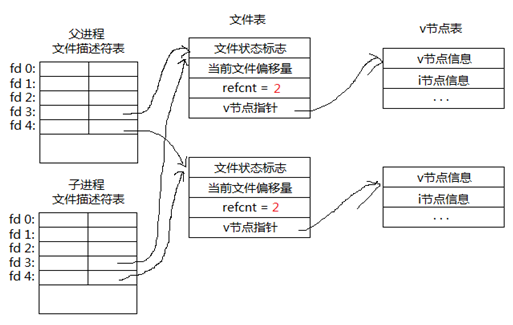 父进程
文件描述符表
fd 0:
fd 1:
fd 2:
fd 3:
fd 4:
子进程
文件描述符表
fd 0:
fd 1:
fd 2:
fd 3:
fd 4:
文件表
文件状态标志
当前文件偏移量
refcnt = 2
v节点指针
文件状态标志
当前文件偏移量
refcnt = 2
v节点指针
v节点表
v节点信息
i节点信息
...
v节点信息
i节点信息
...